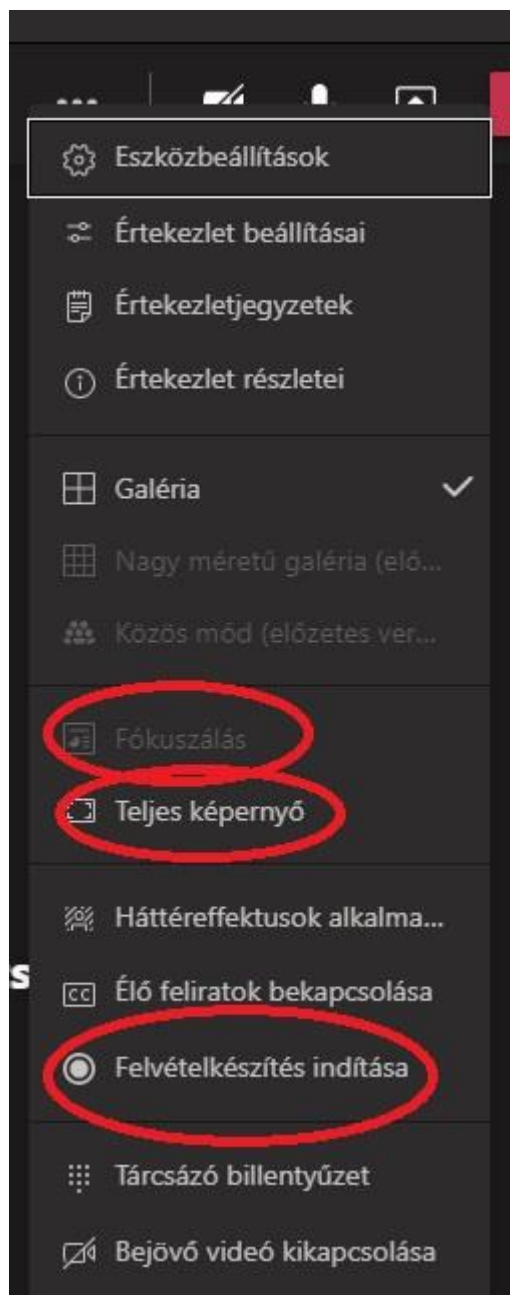 Eszközbeállítások
Értekezlet beállításai
Értekezletjegyzetek
Értekezlet részletei
Galéria
Nagy méretű galéria (elő...
Közös mód (előzetes ver...
Fókuszálás
Teljes képernyő
Háttéreffektusok alkalma...
s
CC Élő feliratok bekapcsolása
Felvételkészítés indítása
Tárcsázó billentyűzet
Bejövő videó kikapcsolása